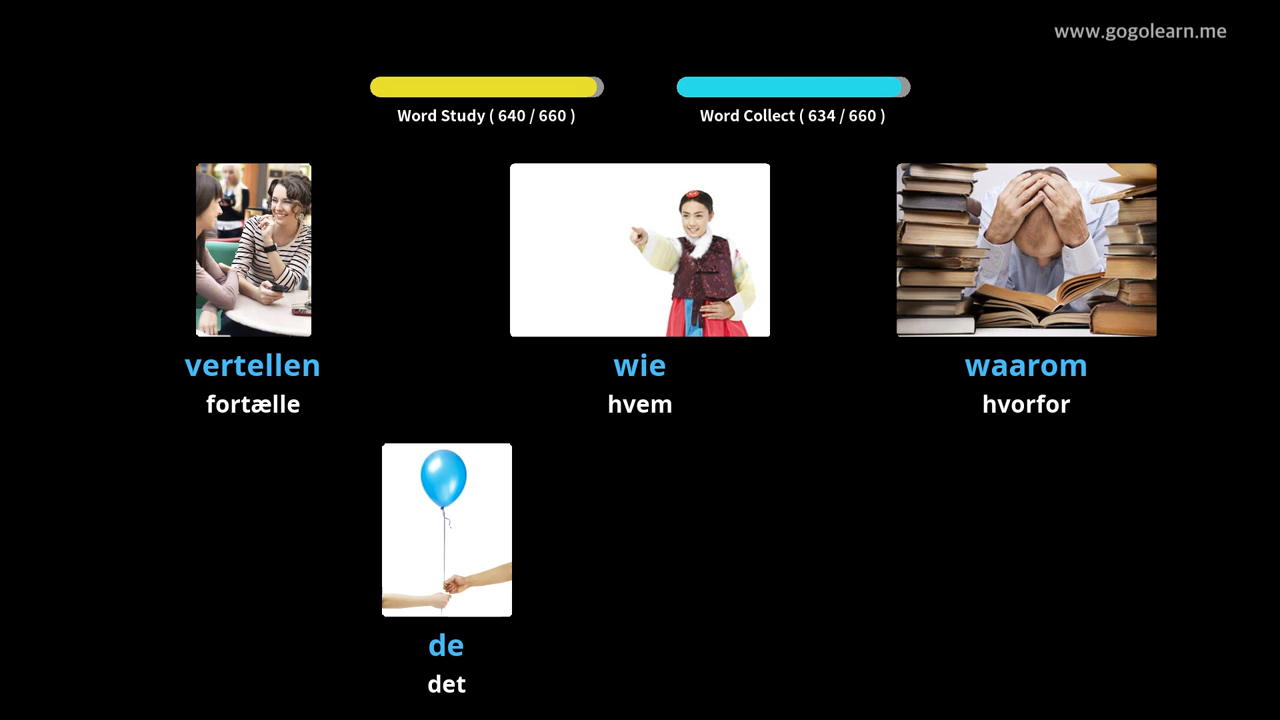 www.gogolearn.me
Word Study ( 640 / 660 )
Word Collect ( 634 / 660 )
vertellen
fortælle
wie
hvem
waarom
hvorfor
de
det